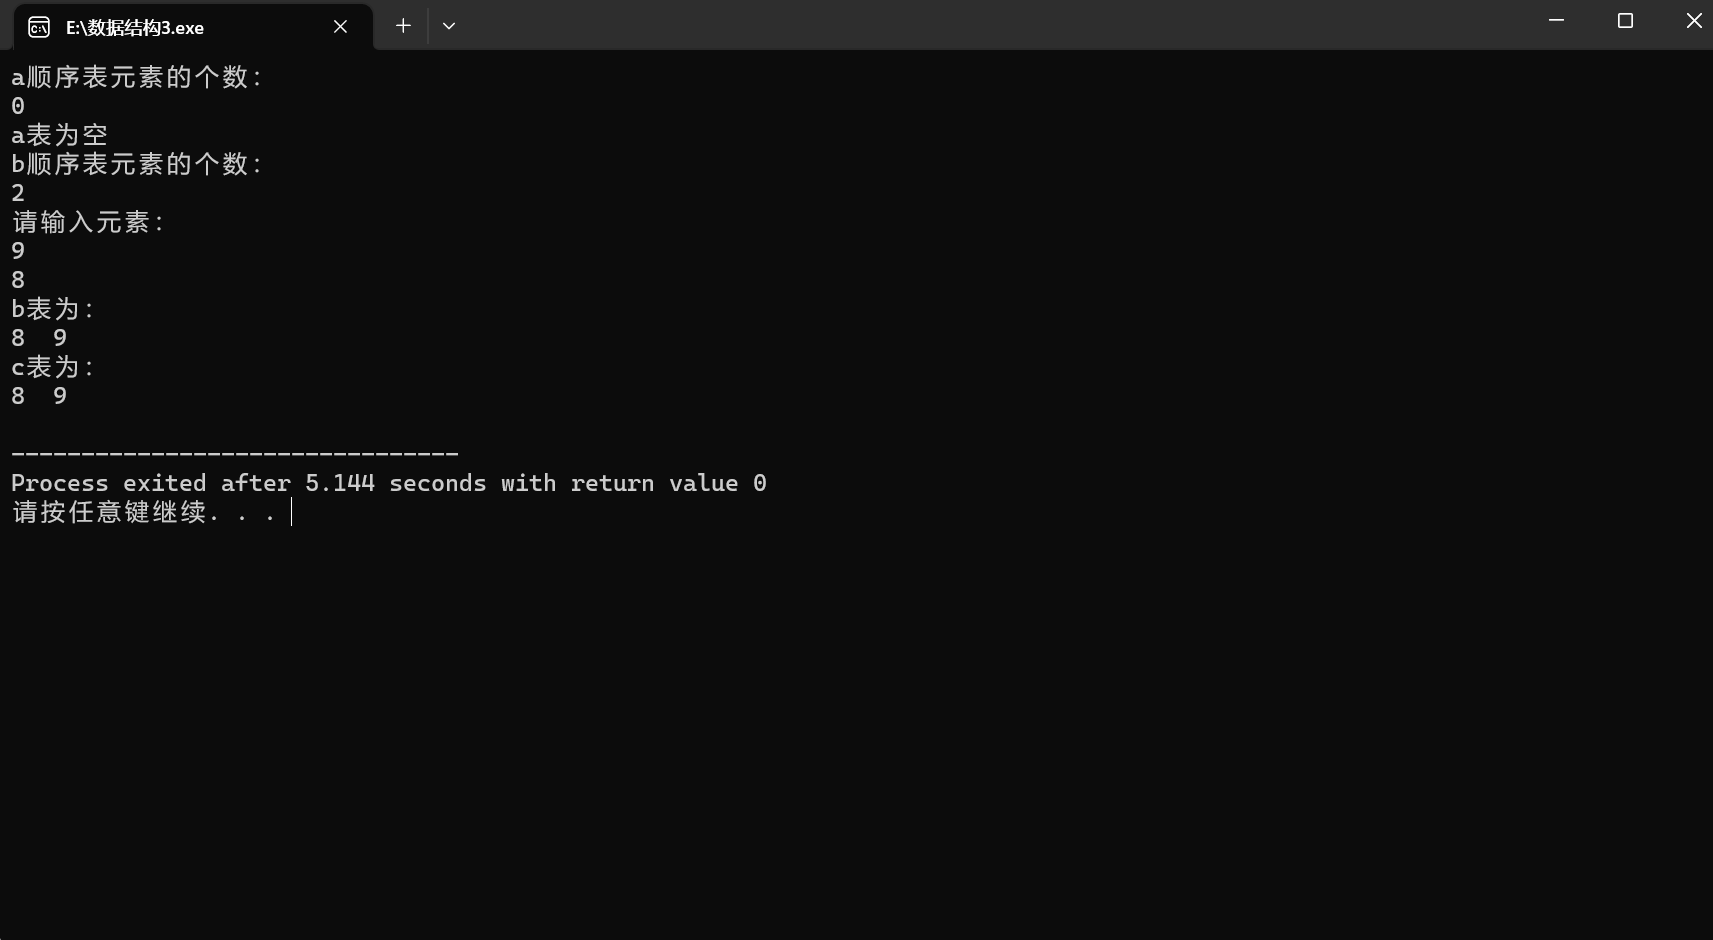 E:\数据结构3.exe
a顺序表元素的个数:
0
a表为空
b顺序表元素的个数:
2
请输入元素:
9
8
b表为:
8  9
c表为:
8  9

--------------------------------
Process exited after 5.144 seconds with return value 0
请按任意键继续. . .